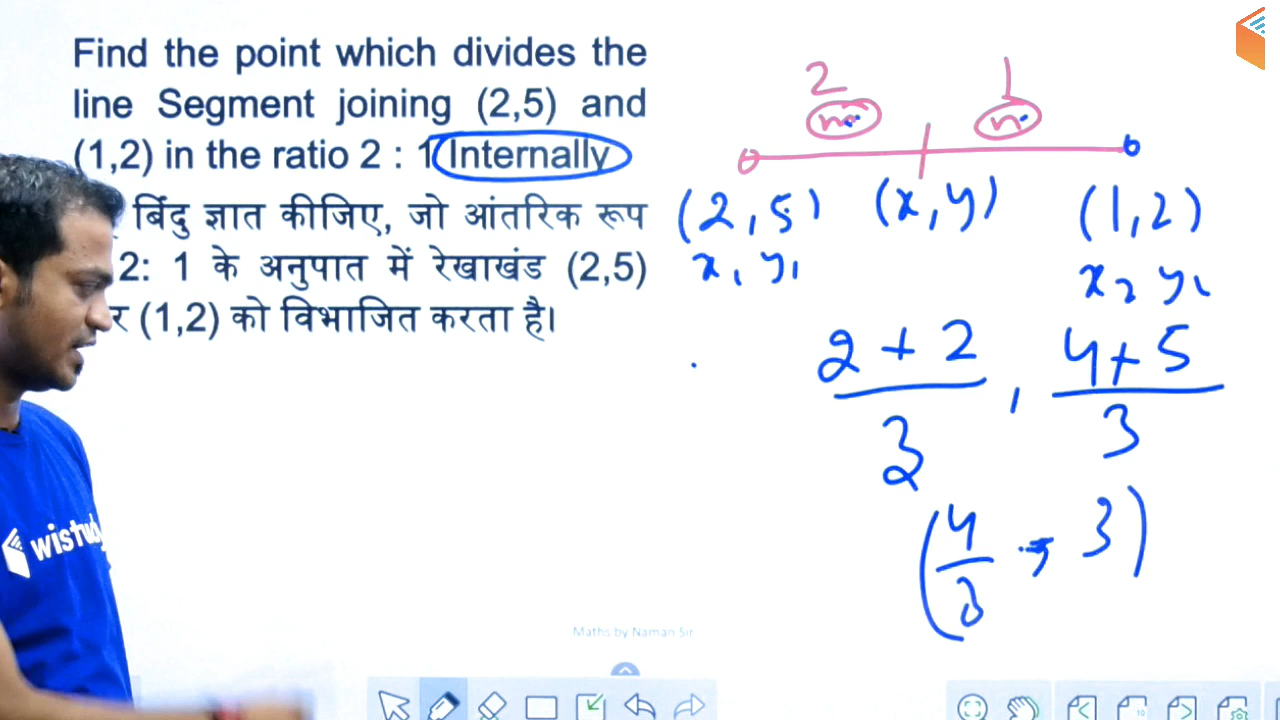 Find the point which divides the
line Segment joining (2,5) and
(1,2) in the ratio 2 : 1 Internally
बिंदु ज्ञात कीजिए, जो आंतरिक रूप
2: 1 के अनुपात में रेखाखंड (2,5)
र (1,2) को विभाजित करता है।
2 1
m n
(2,5) (x,y) (1,2)
x₁ y₁ x₂ y₂
2+2/3 , 4+5/3
(4/3 , 3)
wistudy
Maths by Naman Sir